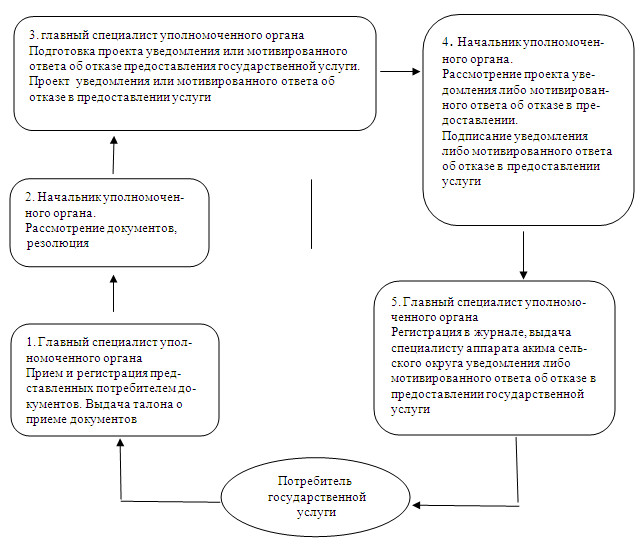 3. главный специалист уполномоченного органа
Подготовка проекта уведомления или мотивированного
ответа об отказе предоставления государственной услуги.
Проект уведомления или мотивированного ответа об
отказе в предоставлении услуги
4. Начальник уполномочен-
ного органа.
Рассмотрение проекта уве-
домления либо мотивирован-
ного ответа об отказе в пре-
доставлении.
Подписание уведомления
либо мотивированного ответа
об отказе в предоставлении
услуги
2. Начальник уполномочен-
ного органа.
Рассмотрение документов,
резолюция
1. Главный специалист упол-
номоченного органа
Прием и регистрация пред-
ставленных потребителем до-
кументов. Выдача талона о
приеме документов
5. Главный специалист уполномо-
ченного органа
Регистрация в журнале, выдача
специалисту аппарата акима сель-
ского округа уведомления либо
мотивированного ответа об отказе в
предоставлении государственной
услуги
Потребитель
государственной
услуги